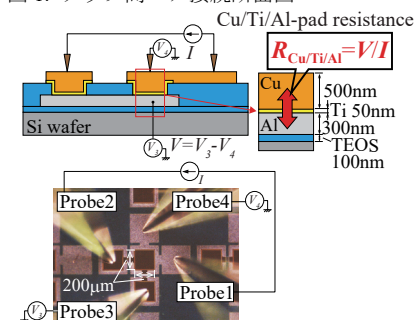 Cu/Ti/Al-pad resistance
V4
I
RCu/Ti/Al=V/I
Cu
500nm
Ti 50nm
Al
300nm
TEOS
100nm
Si wafer
V3
V=V3-V4
I
Probe2
Probe4
V4
200μm
Probe1
V3
Probe3